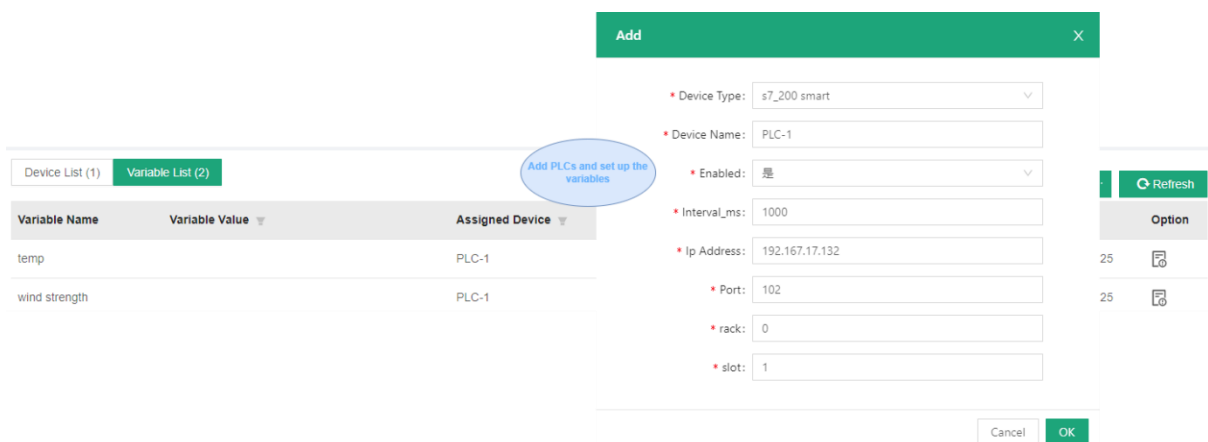 Add
X
* Device Type: s7_200 smart
* Device Name: PLC-1
* Enabled: 是
* Interval_ms: 1000
* Ip Address: 192.167.17.132
* Port: 102
* rack: 0
* slot: 1
Cancel OK
Device List (1) Variable List (2)
Add PLCs and set up the
variables
Refresh
Variable Name Variable Value Assigned Device Option
temp PLC-1 25
wind strength PLC-1 25